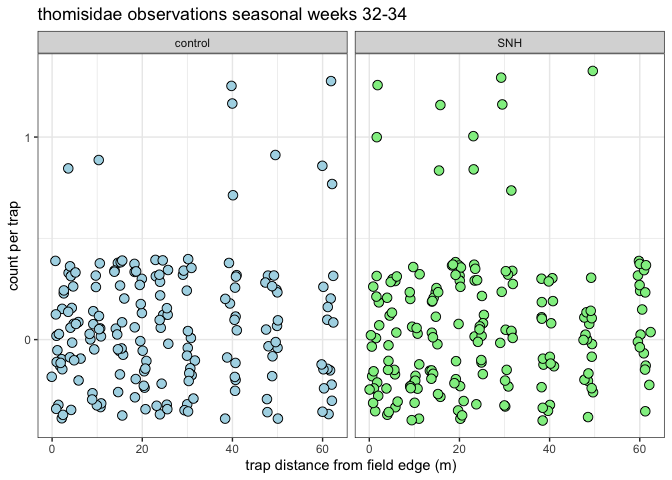 thomisidae observations seasonal weeks 32-34
control
SNH
count per trap
1
0
0
20
40
60
0
20
40
60
trap distance from field edge (m)